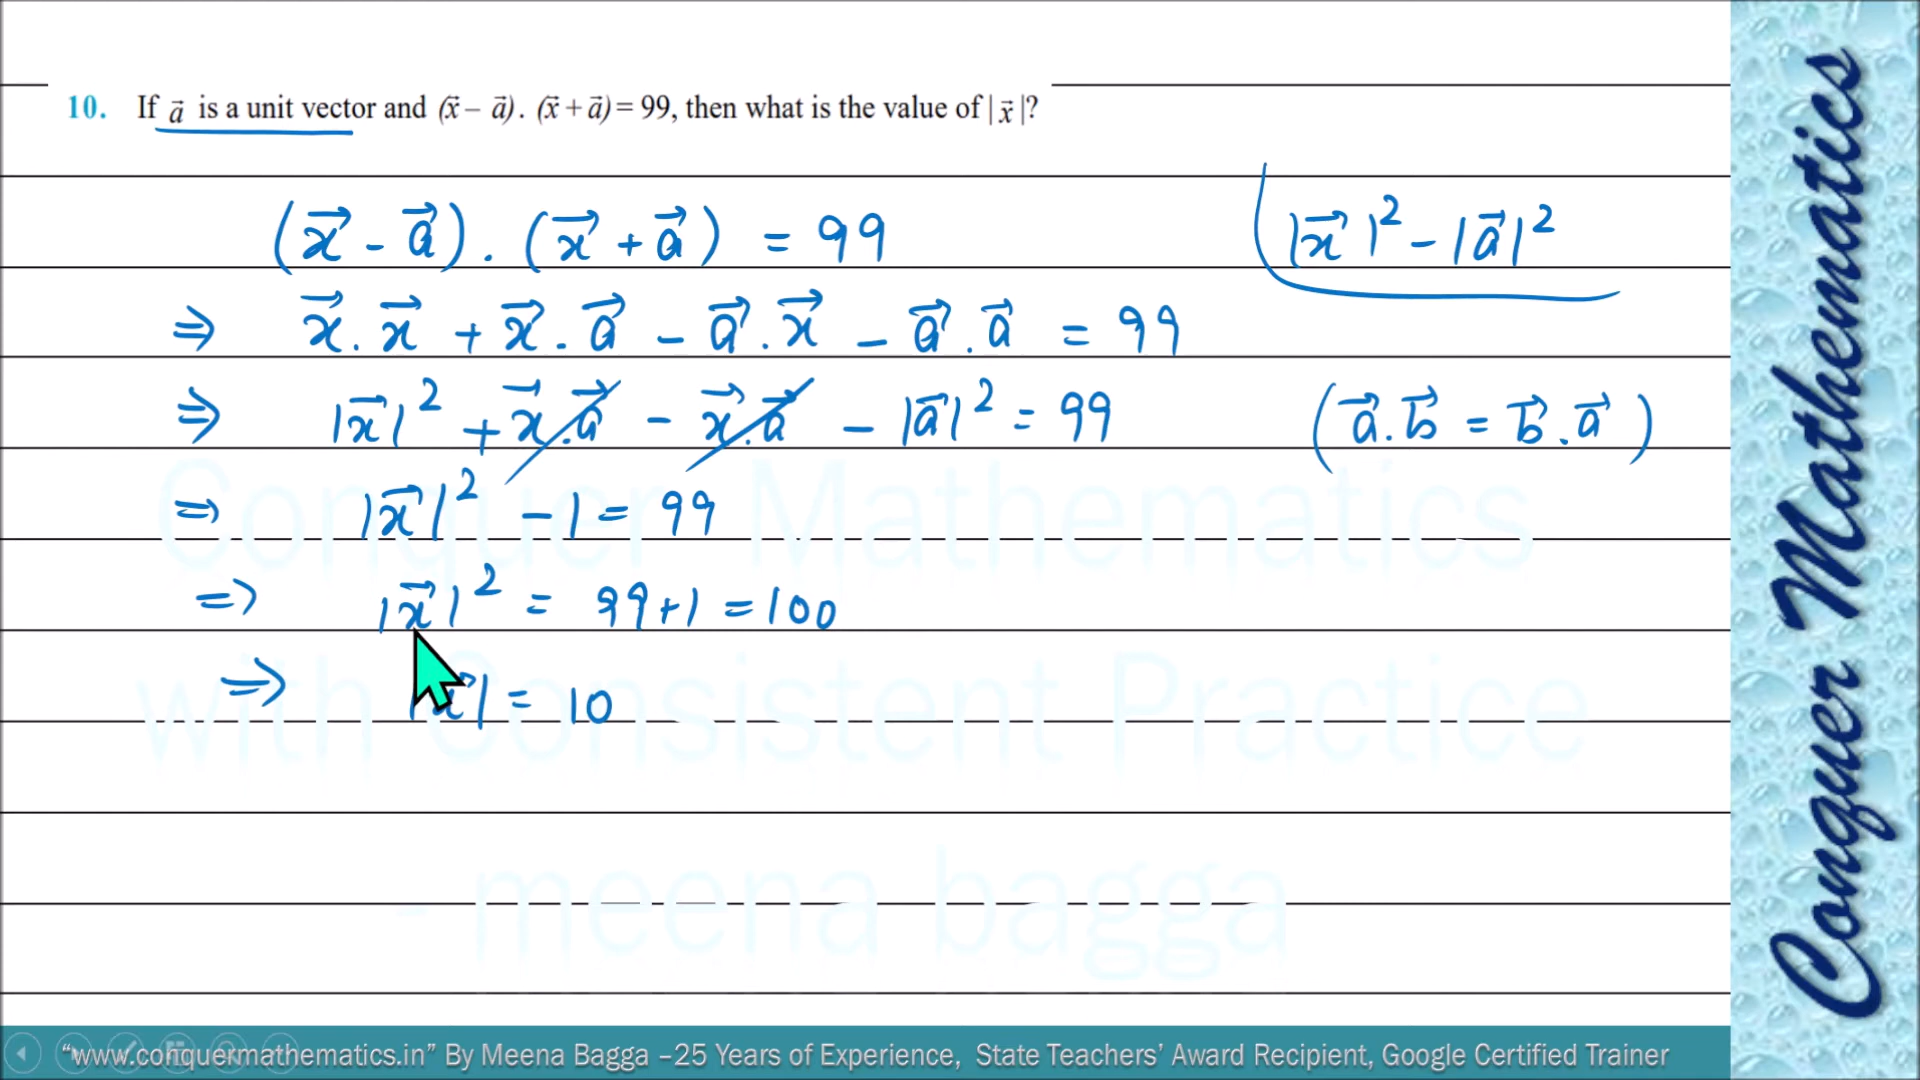 10. If a⃗ is a unit vector and (x⃗ – a⃗) . (x⃗ + a⃗) = 99, then what is the value of | x⃗ |?
(x⃗ - a⃗) . (x⃗ + a⃗) = 99
|x⃗|² - |a⃗|²
⇒ x⃗ . x⃗ + x⃗ . a⃗ - a⃗ . x⃗ - a⃗ . a⃗ = 99
⇒ |x⃗|² + x⃗ . a⃗ - x⃗ . a⃗ - |a⃗|² = 99
(a⃗ . b⃗ = b⃗ . a⃗)
⇒ |x⃗|² - 1 = 99
⇒ |x⃗|² = 99 + 1 = 100
⇒ |x⃗| = 10
Conquer Mathematics
with Consistent Practice
- meena bagga
Conquer Mathematics
“www.conquermathematics.in” By Meena Bagga –25 Years of Experience, State Teachers’ Award Recipient, Google Certified Trainer